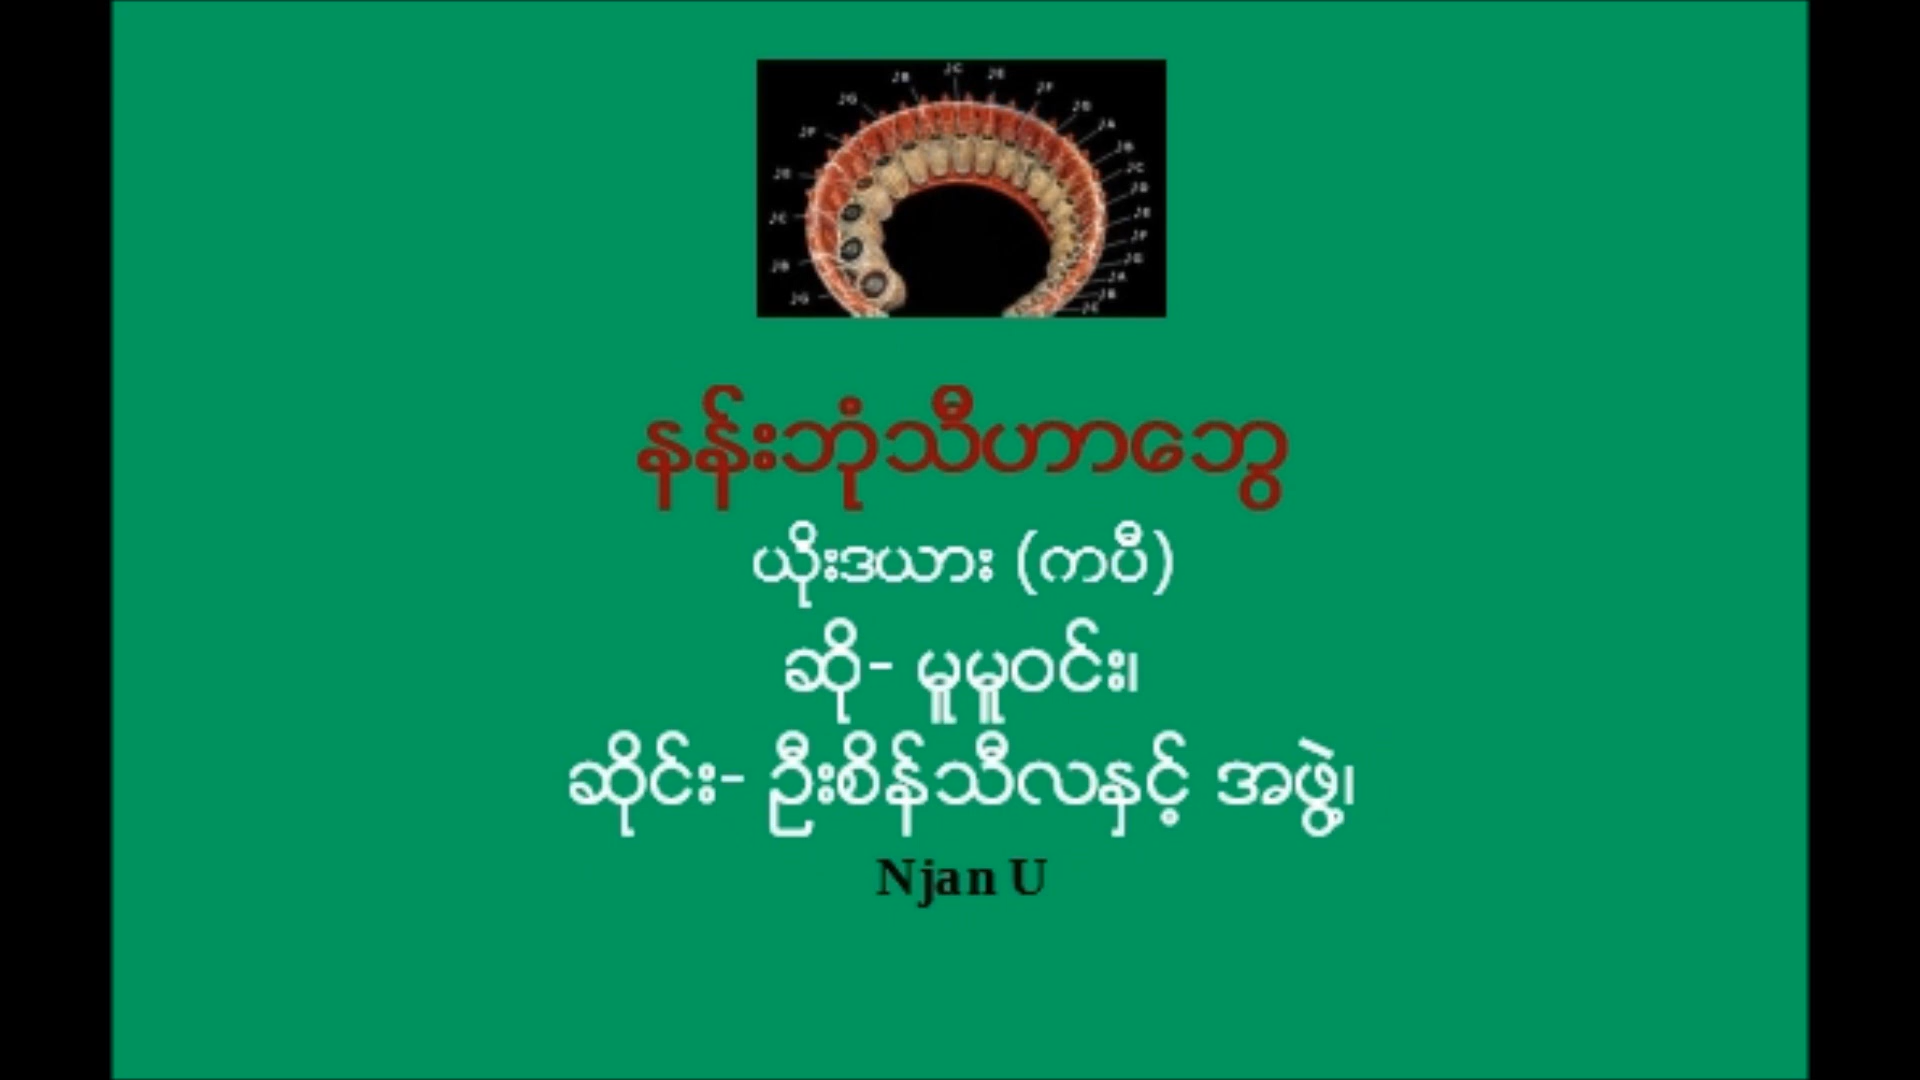 နန်းဘုံသီဟာဘွေ
ယိုးဒယား (ကပီ)
ဆို- မူမူဝင်း၊
ဆိုင်း- ဦးစိန်သီလနှင့် အဖွဲ့၊
Njan U